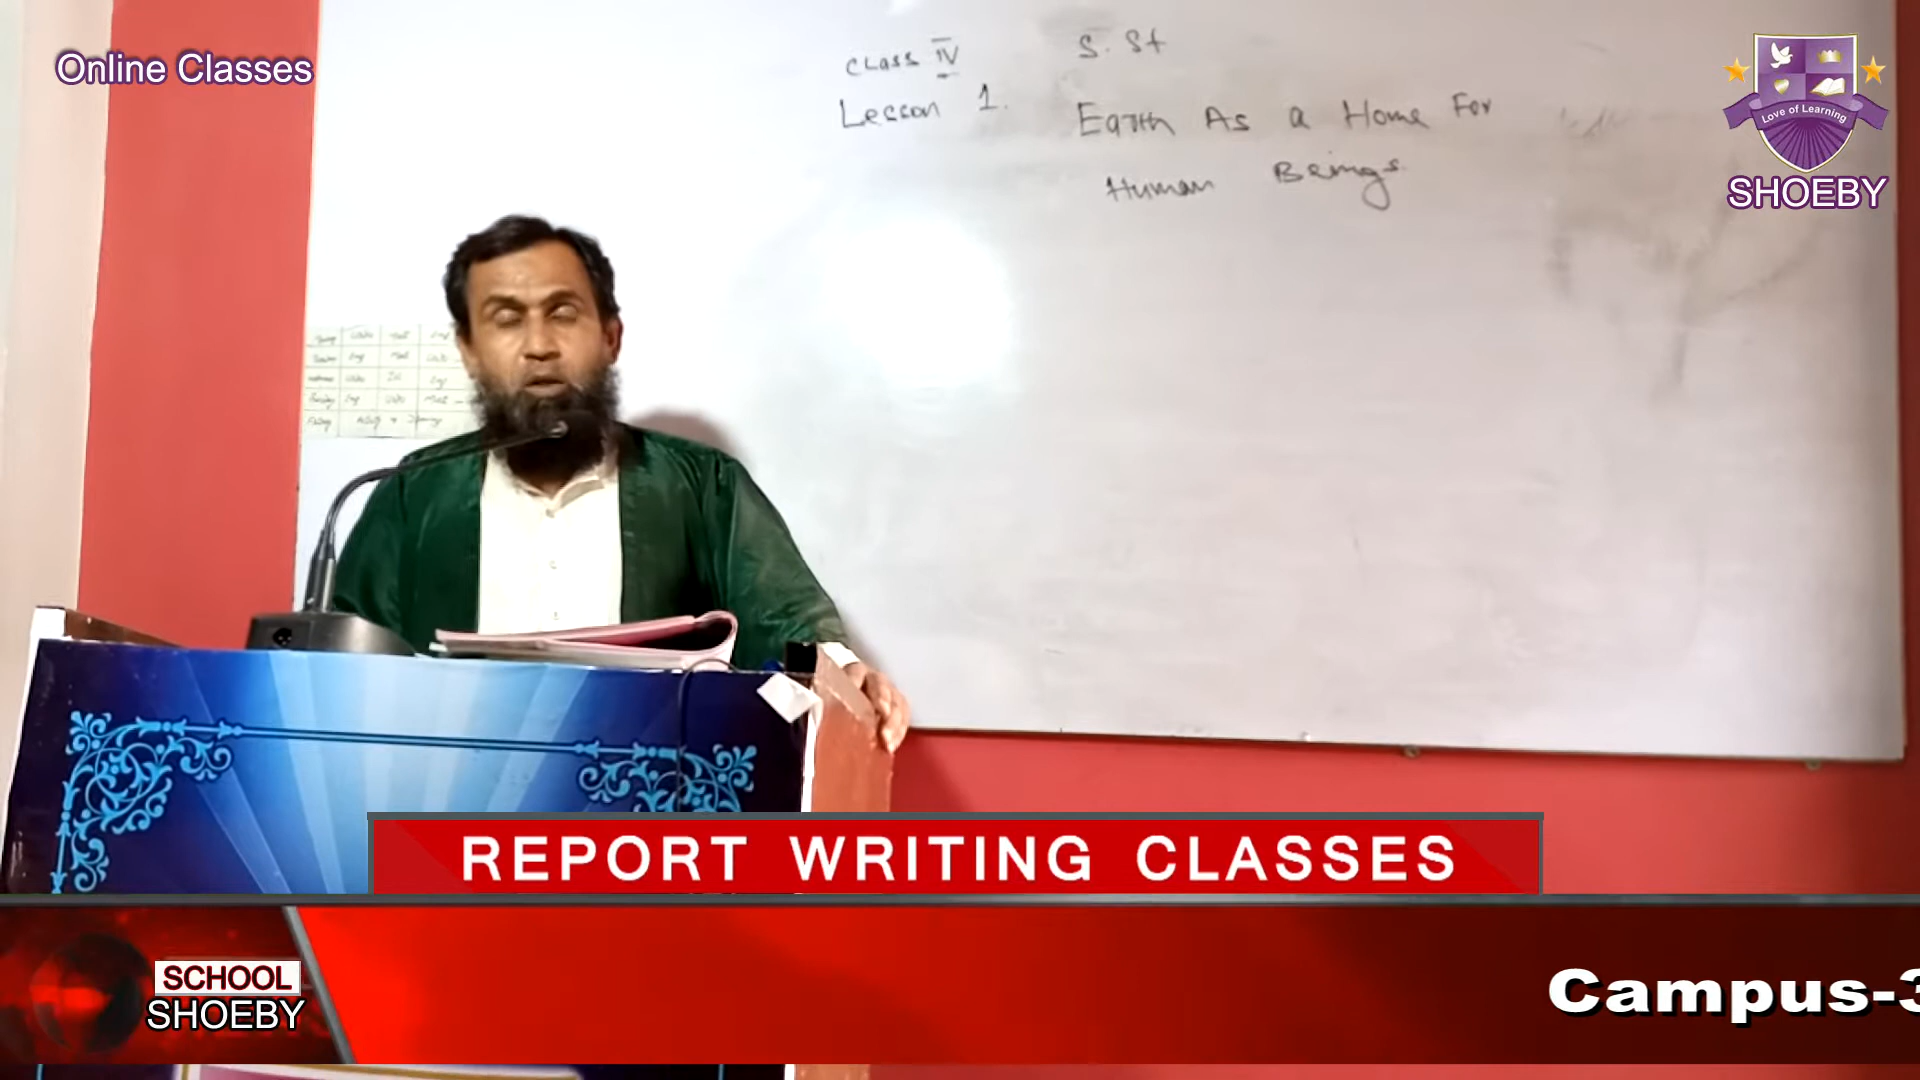 Online Classes
Class IV S. St
Lesson 1. Earth As a Home For
Human Beings.
Love of Learning
SHOEBY
REPORT WRITING CLASSES
SCHOOL
SHOEBY
Campus-3